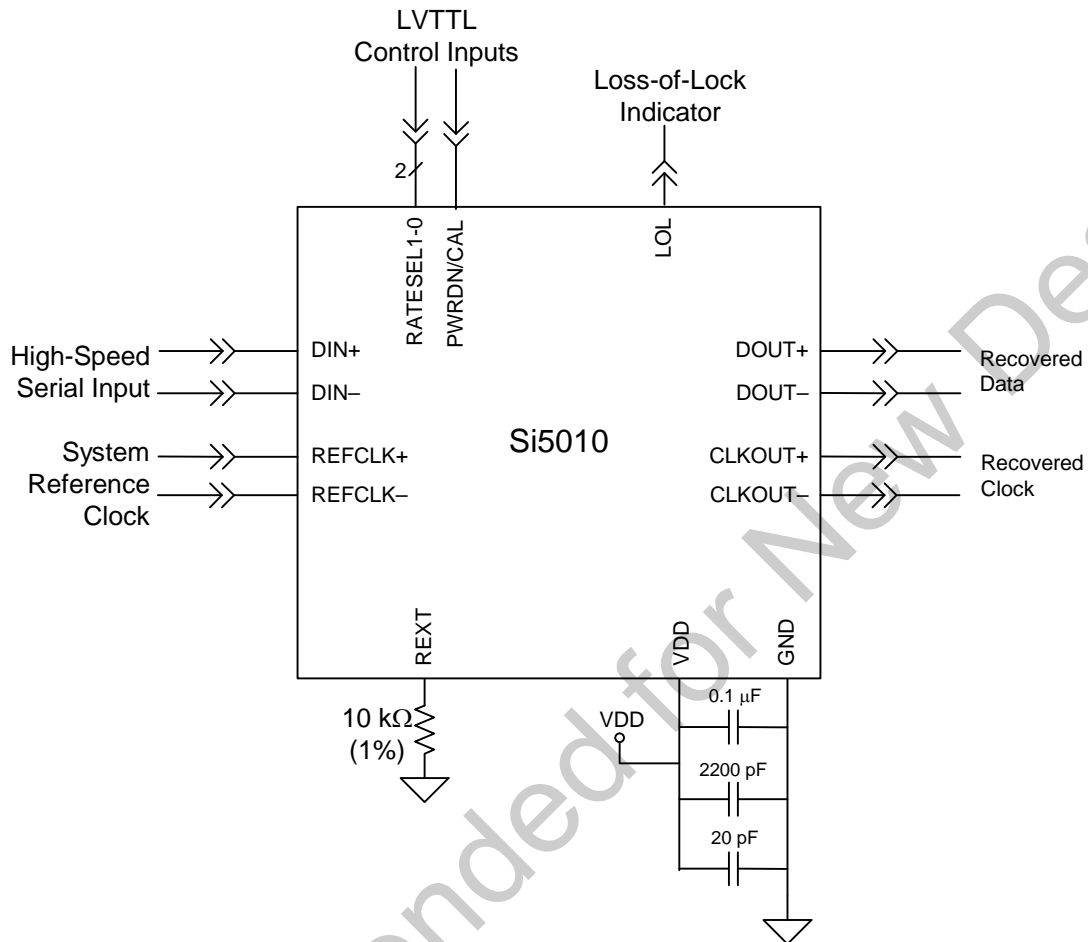 LVTTL
Control Inputs
Loss-of-Lock
Indicator
2
RATESEL1-0
PWRDN/CAL
LOL
High-Speed
Serial Input
DIN+
DIN–
System
Reference
Clock
REFCLK+
REFCLK–
Si5010
DOUT+
DOUT–
Recovered
Data
CLKOUT+
CLKOUT–
Recovered
Clock
REXT
VDD
GND
10 kΩ
(1%)
VDD
0.1 μF
2200 pF
20 pF
for New